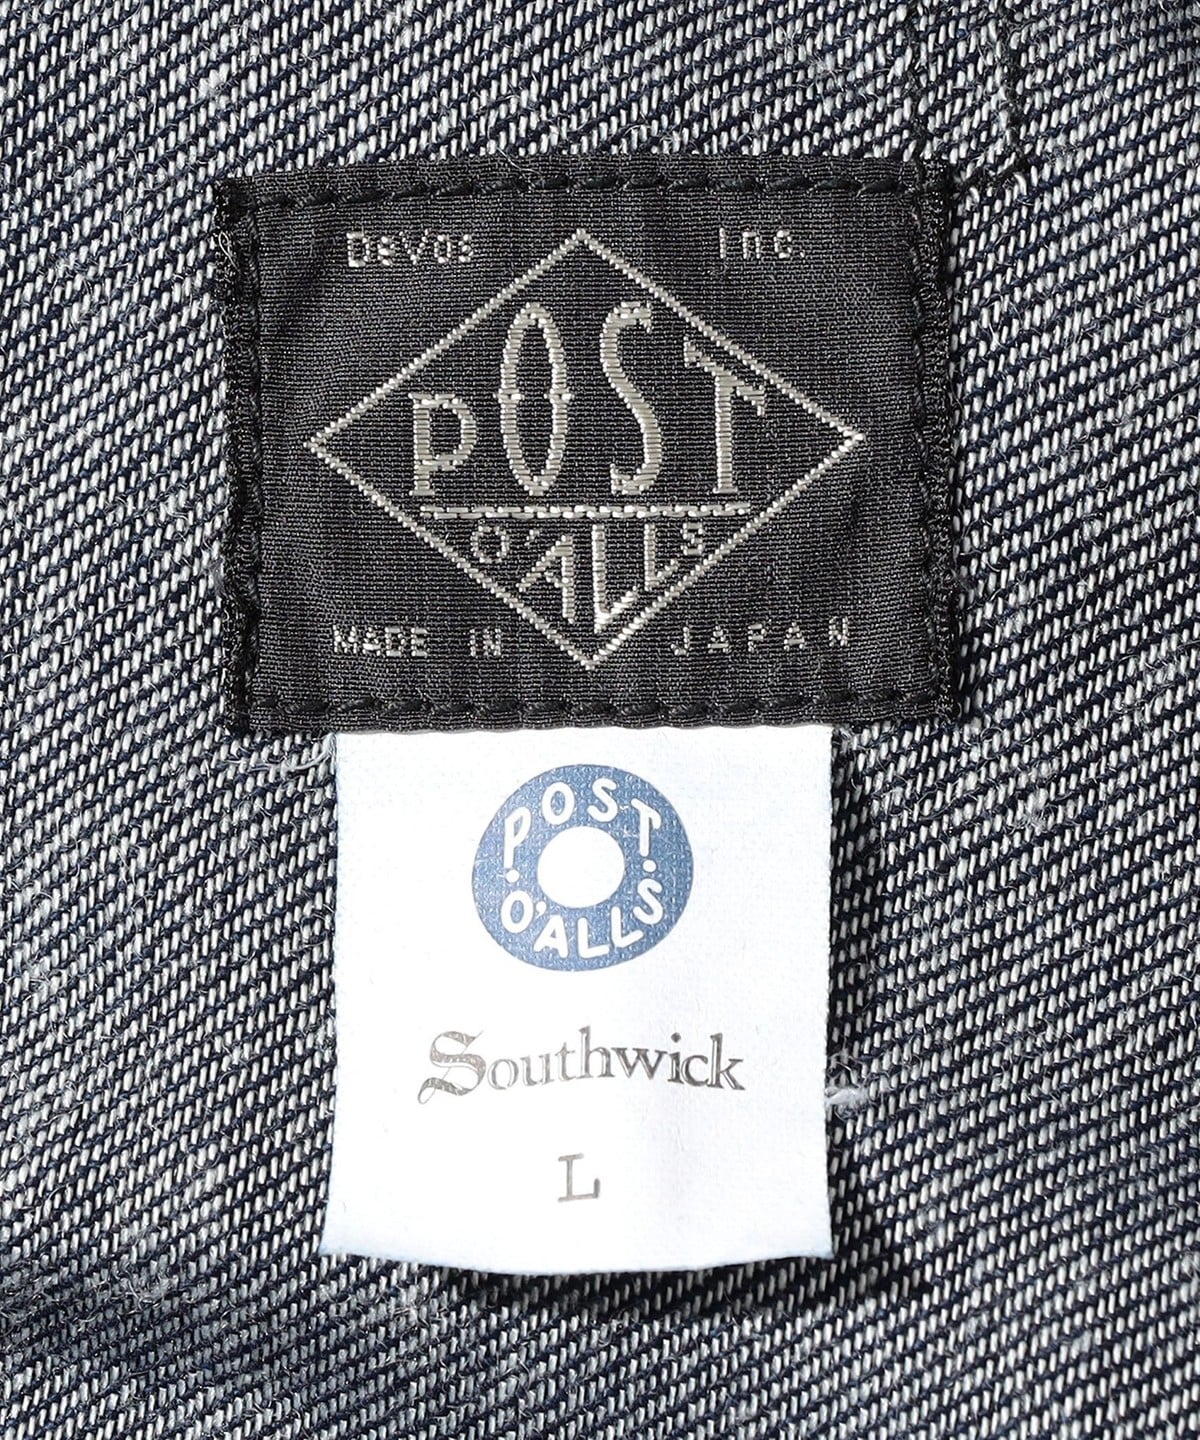 DeVos Inc.
POST
O'ALLS
MADE IN JAPAN
POST
O'ALLS
Southwick
L